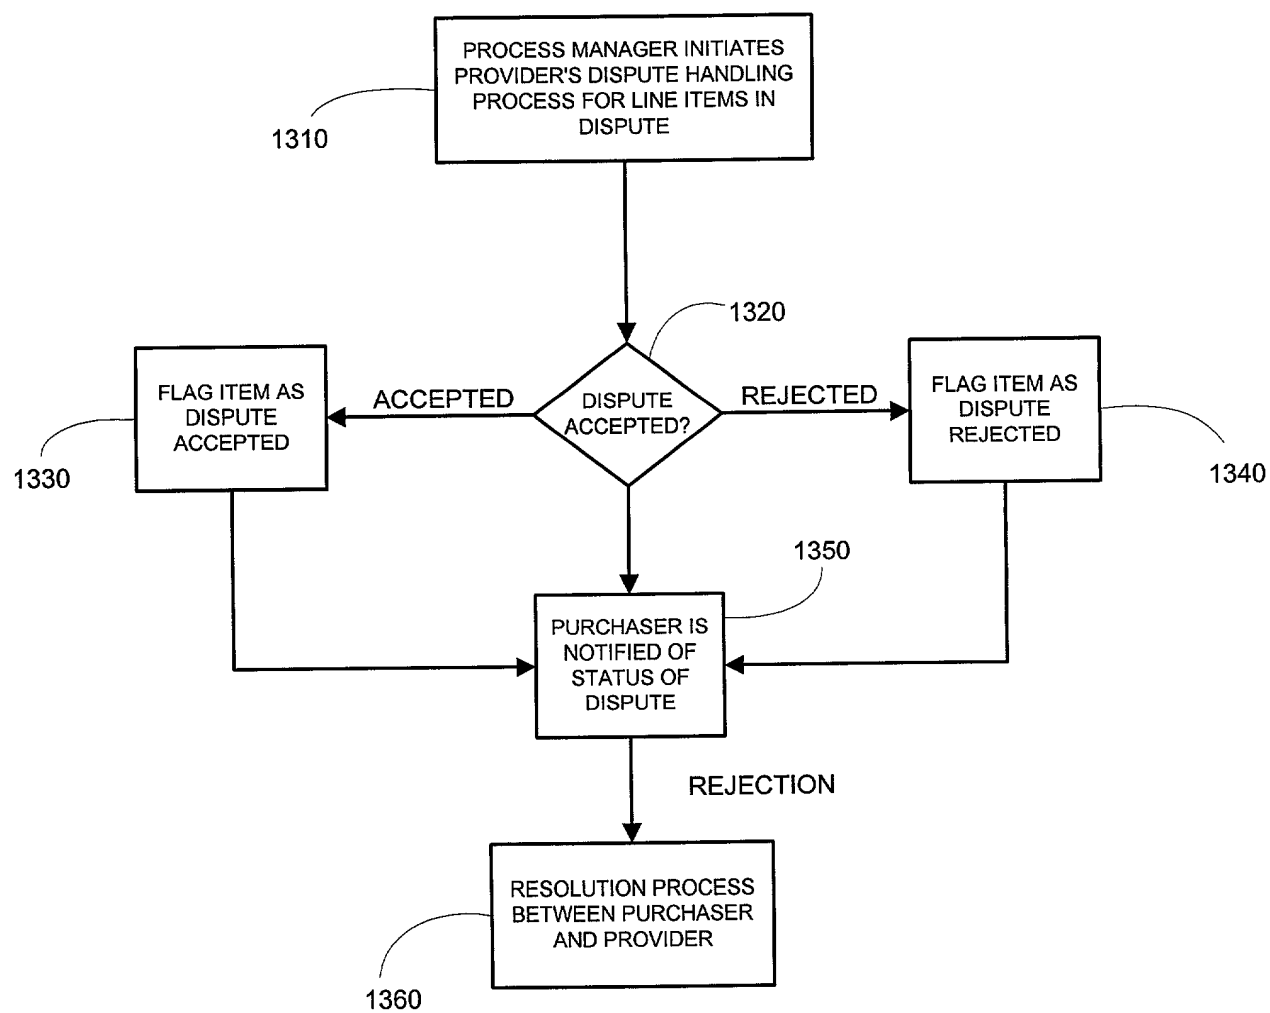 PROCESS MANAGER INITIATES
PROVIDER'S DISPUTE HANDLING
PROCESS FOR LINE ITEMS IN
DISPUTE
1310
1320
DISPUTE
ACCEPTED?
ACCEPTED
REJECTED
FLAG ITEM AS
DISPUTE
ACCEPTED
1330
FLAG ITEM AS
DISPUTE
REJECTED
1340
1350
PURCHASER IS
NOTIFIED OF
STATUS OF
DISPUTE
REJECTION
RESOLUTION PROCESS
BETWEEN PURCHASER
AND PROVIDER
1360